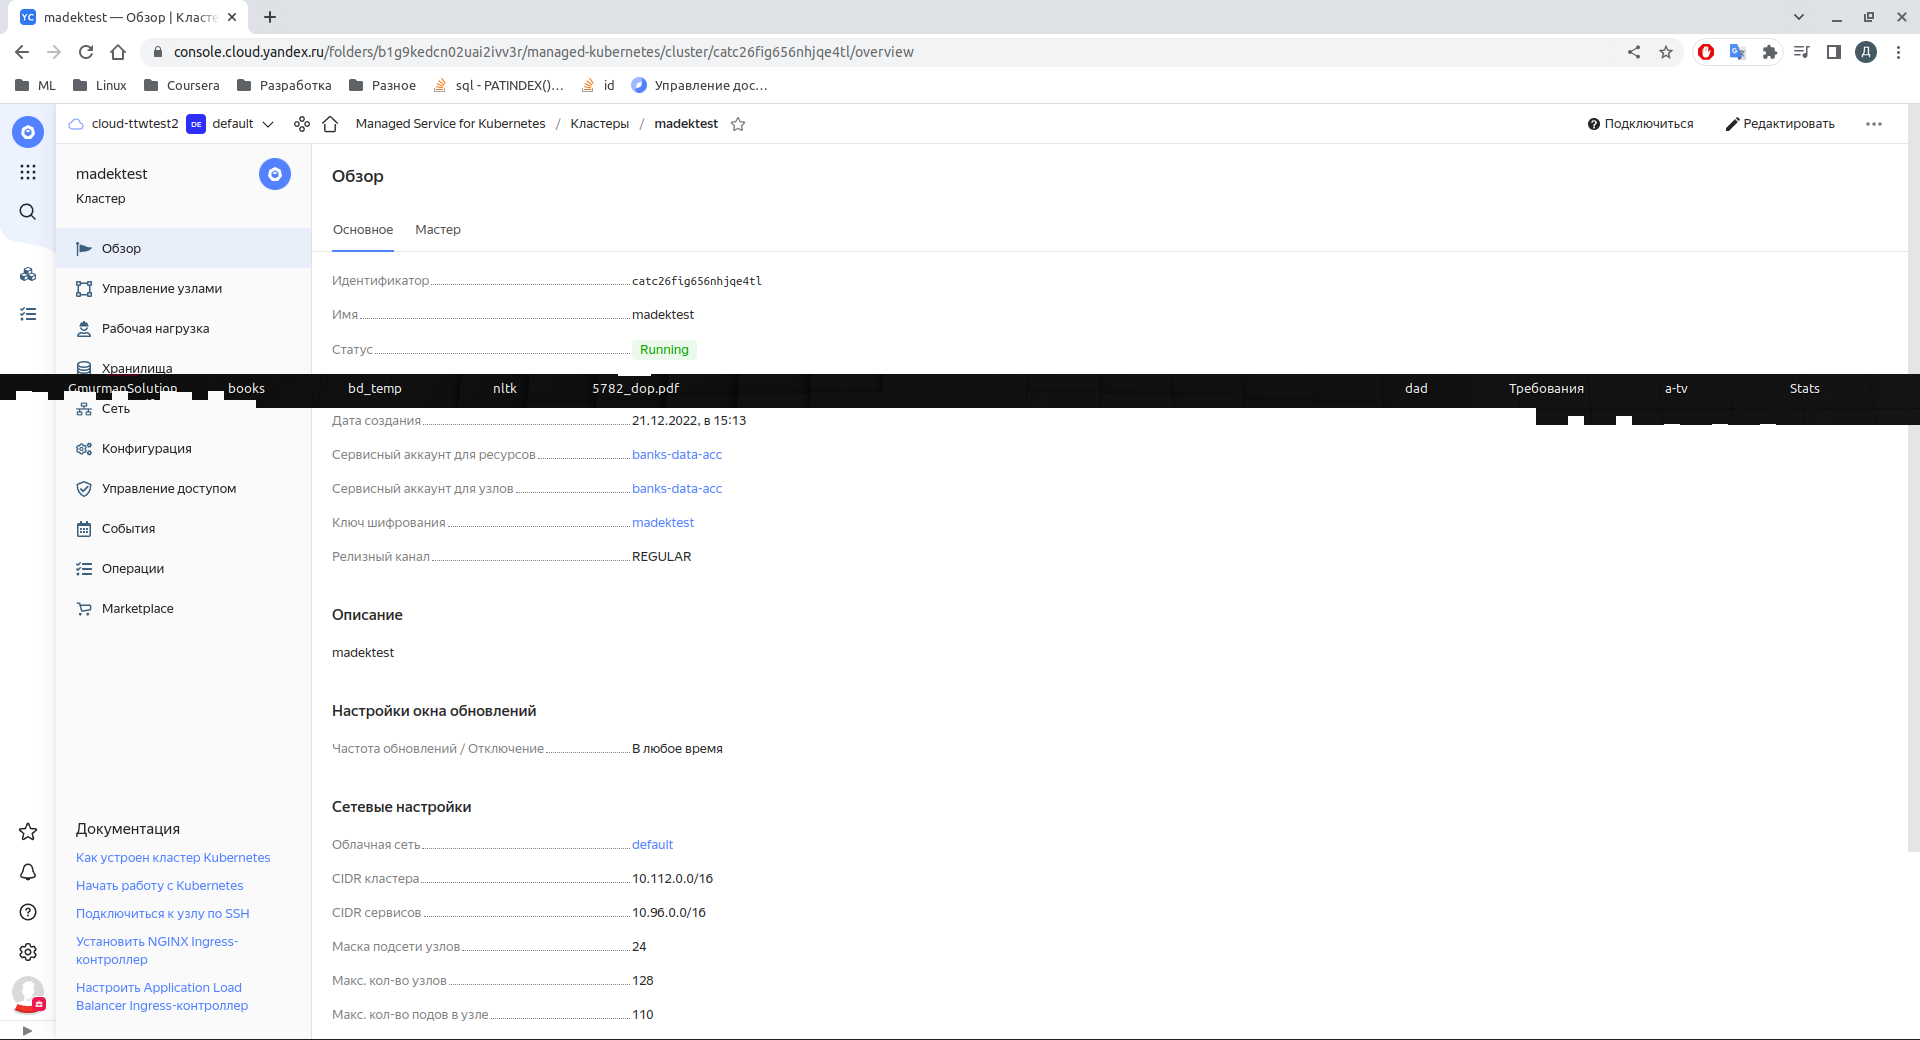 madektest — Обзор | Класте
console.cloud.yandex.ru/folders/b1g9kedcn02uai2ivv3r/managed-kubernetes/cluster/catc26fig656nhjqe4tl/overview
Д
ML Linux Coursera Разработка Разное sql - PATINDEX()... id Управление дос...
cloud-ttwtest2 DE default Managed Service for Kubernetes / Кластеры / madektest Подключиться Редактировать
madektest
Кластер
Обзор
Управление узлами
Рабочая нагрузка
Хранилища
Сеть
Конфигурация
Управление доступом
События
Операции
Marketplace
Документация
Как устроен кластер Kubernetes
Начать работу с Kubernetes
Подключиться к узлу по SSH
Установить NGINX Ingress-
контроллер
Настроить Application Load
Balancer Ingress-контроллер
Обзор
Основное Мастер
Идентификатор catc26fig656nhjqe4tl
Имя madektest
Статус Running
GmurmanSolution books bd_temp nltk 5782_dop.pdf dad Требования a-tv Stats
Дата создания 21.12.2022, в 15:13
Сервисный аккаунт для ресурсов banks-data-acc
Сервисный аккаунт для узлов banks-data-acc
Ключ шифрования madektest
Релизный канал REGULAR
Описание
madektest
Настройки окна обновлений
Частота обновлений / Отключение В любое время
Сетевые настройки
Облачная сеть default
CIDR кластера 10.112.0.0/16
CIDR сервисов 10.96.0.0/16
Маска подсети узлов 24
Макс. кол-во узлов 128
Макс. кол-во подов в узле 110